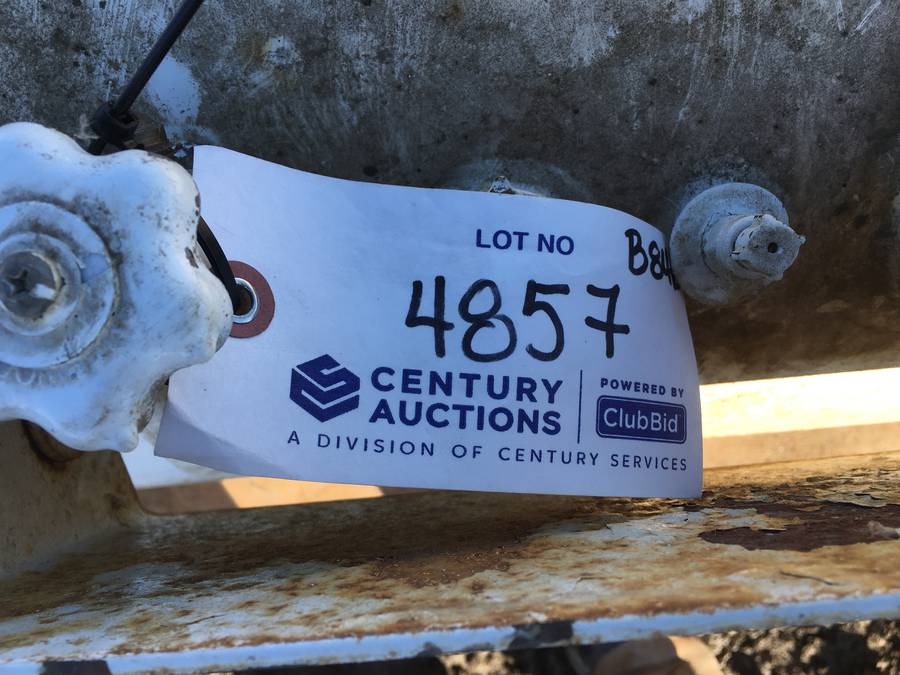 LOT NO
4857
CENTURY
AUCTIONS
A DIVISION OF CENTURY SERVICES
POWERED BY
ClubBid